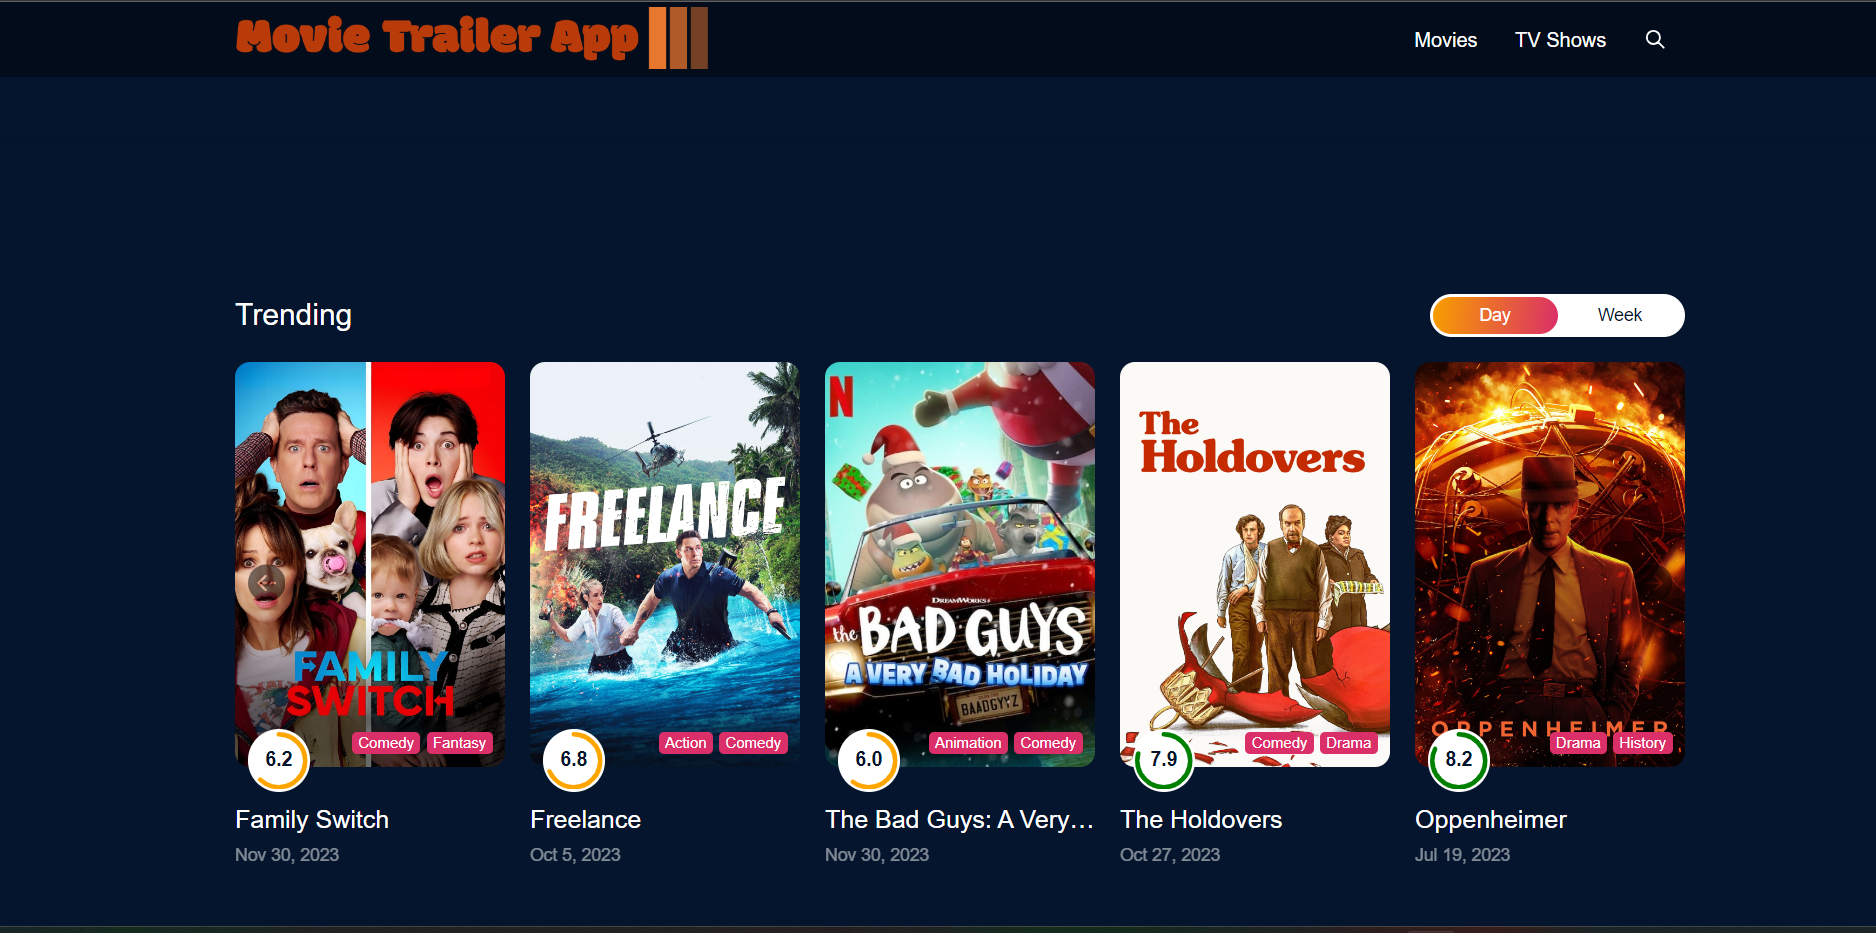 Movie Trailer App
Movies
TV Shows
Trending
Day
Week
FAMILY
SWITCH
6.2
Comedy
Fantasy
Family Switch
Nov 30, 2023
FREELANCE
6.8
Action
Comedy
Freelance
Oct 5, 2023
N
DREAMWORKS
the BAD GUYS
A VERY BAD HOLIDAY
BAADGYYZ
6.0
Animation
Comedy
The Bad Guys: A Very...
Nov 30, 2023
The
Holdovers
7.9
Comedy
Drama
The Holdovers
Oct 27, 2023
OPPENHEIMER
8.2
Drama
History
Oppenheimer
Jul 19, 2023